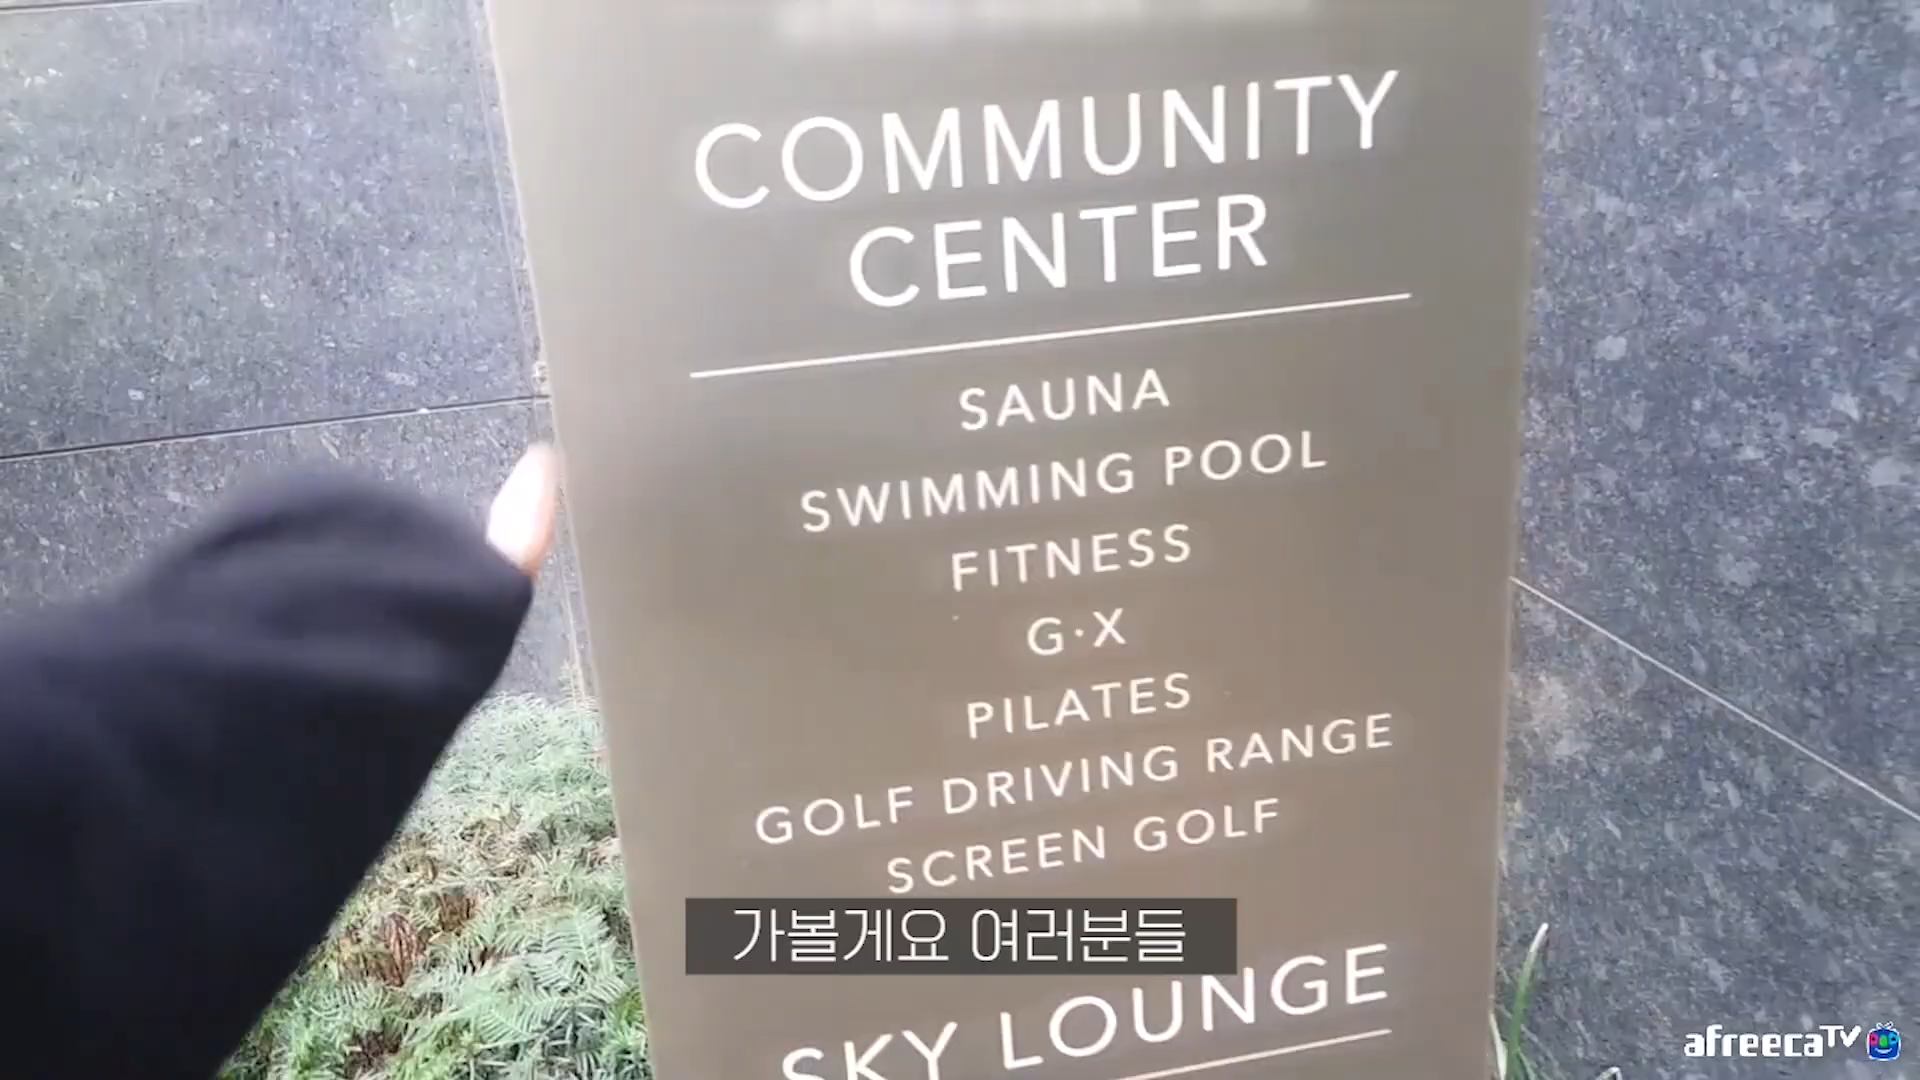 COMMUNITY
CENTER
SAUNA
SWIMMING POOL
FITNESS
G·X
PILATES
GOLF DRIVING RANGE
SCREEN GOLF
가볼게요 여러분들
SKY LOUNGE
afreecaTV